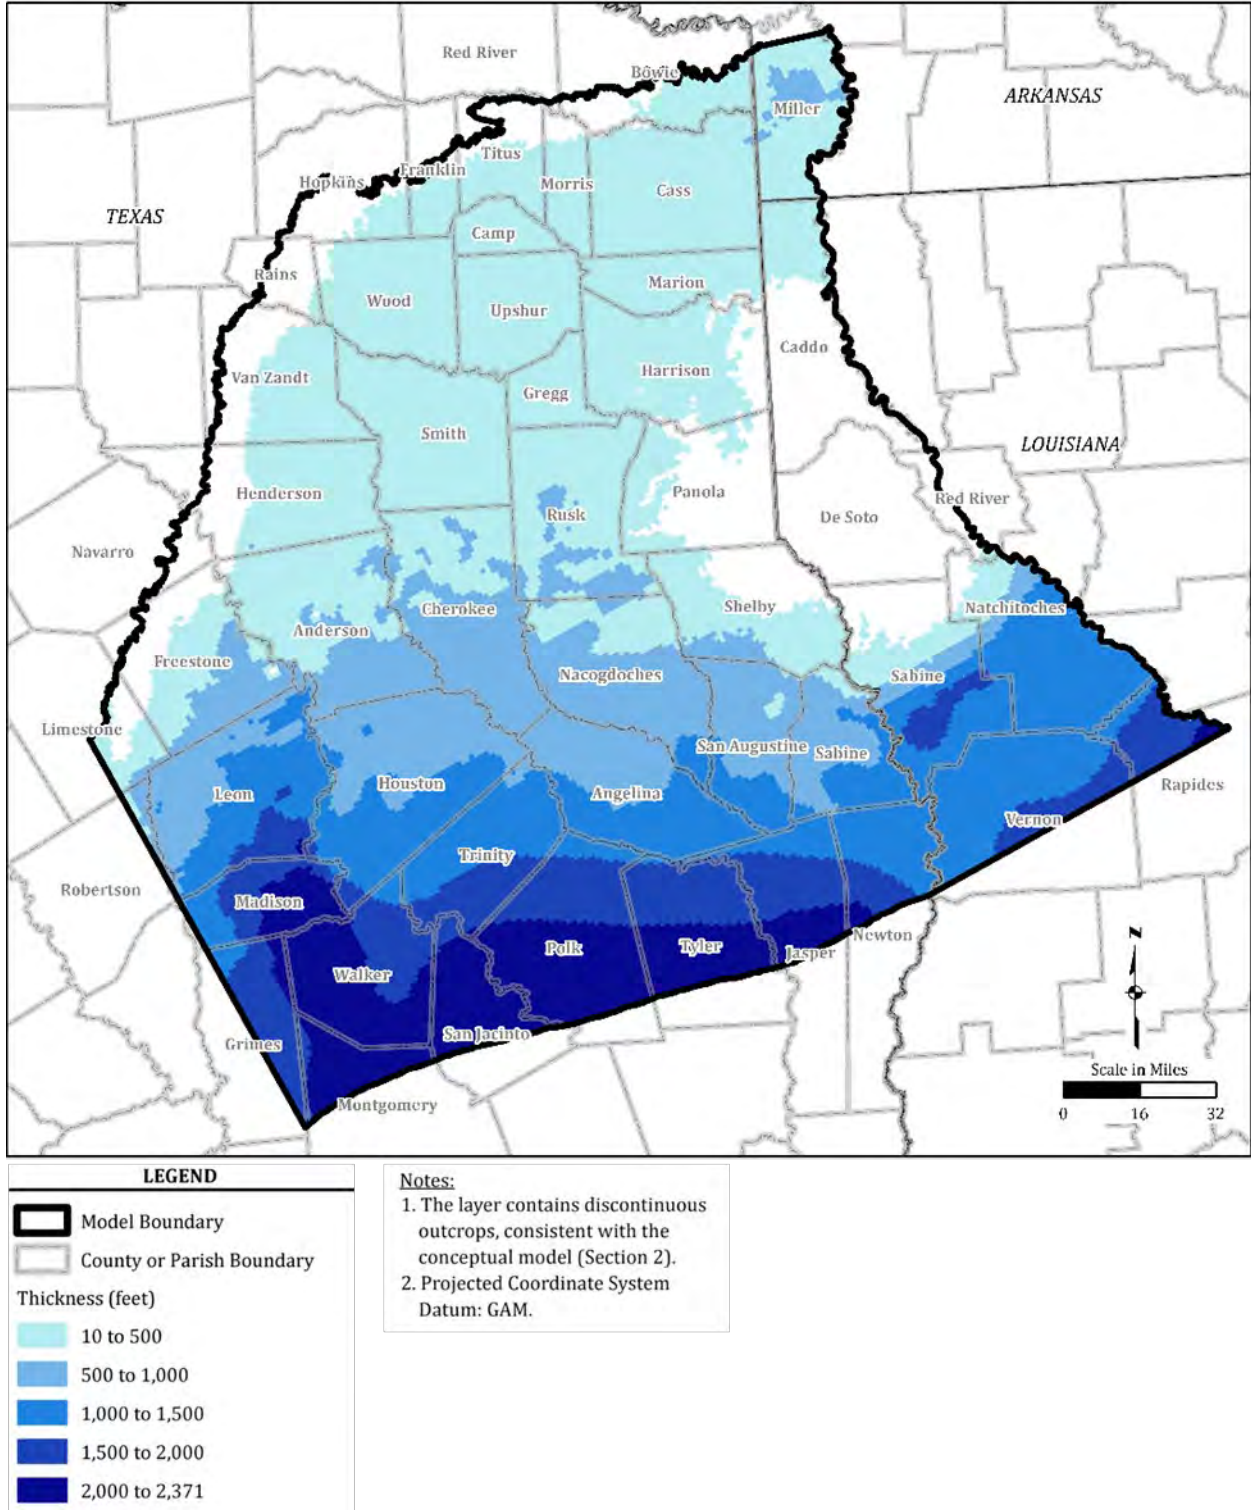 Red River
Bowie
ARKANSAS
Miller
Titus
Franklin
Hopkins
Morris
Cass
TEXAS
Camp
Rains
Marion
Wood
Upshur
Caddo
Van Zandt
Harrison
Gregg
Smith
LOUISIANA
Henderson
Panola
Red River
Rusk
De Soto
Navarro
Cherokee
Shelby
Natchitoches
Anderson
Freestone
Nacogdoches
Sabine
Limestone
San Augustine
Sabine
Houston
Rapides
Leon
Angelina
Vernon
Trinity
Robertson
Madison
N
Newton
Polk
Tyler
Jasper
Walker
San Jacinto
Grimes
Scale in Miles
Montgomery
0 16 32
LEGEND
Model Boundary
County or Parish Boundary
Thickness (feet)
10 to 500
500 to 1,000
1,000 to 1,500
1,500 to 2,000
2,000 to 2,371
Notes:
1. The layer contains discontinuous
outcrops, consistent with the
conceptual model (Section 2).
2. Projected Coordinate System
Datum: GAM.